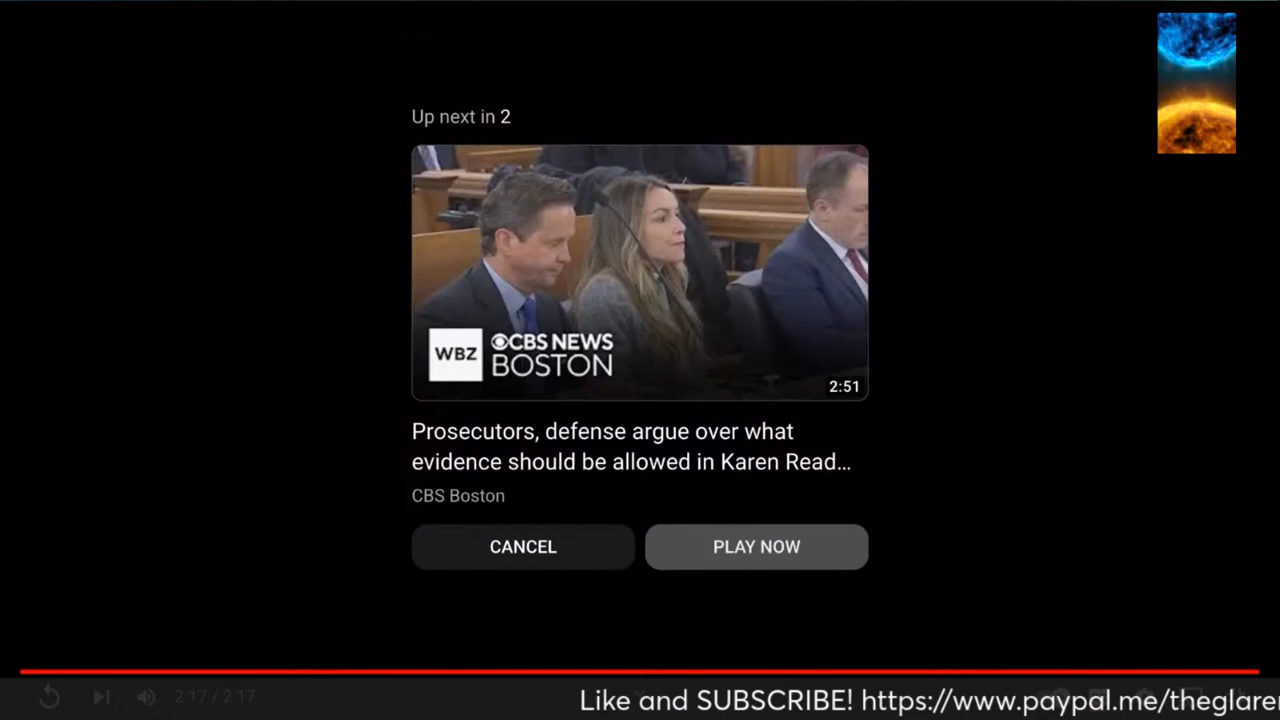 Up next in 2
WBZ
CBS NEWS
BOSTON
2:51
Prosecutors, defense argue over what
evidence should be allowed in Karen Read...
CBS Boston
CANCEL
PLAY NOW
2:17 / 2:17
Like and SUBSCRIBE! https://www.paypal.me/theglare